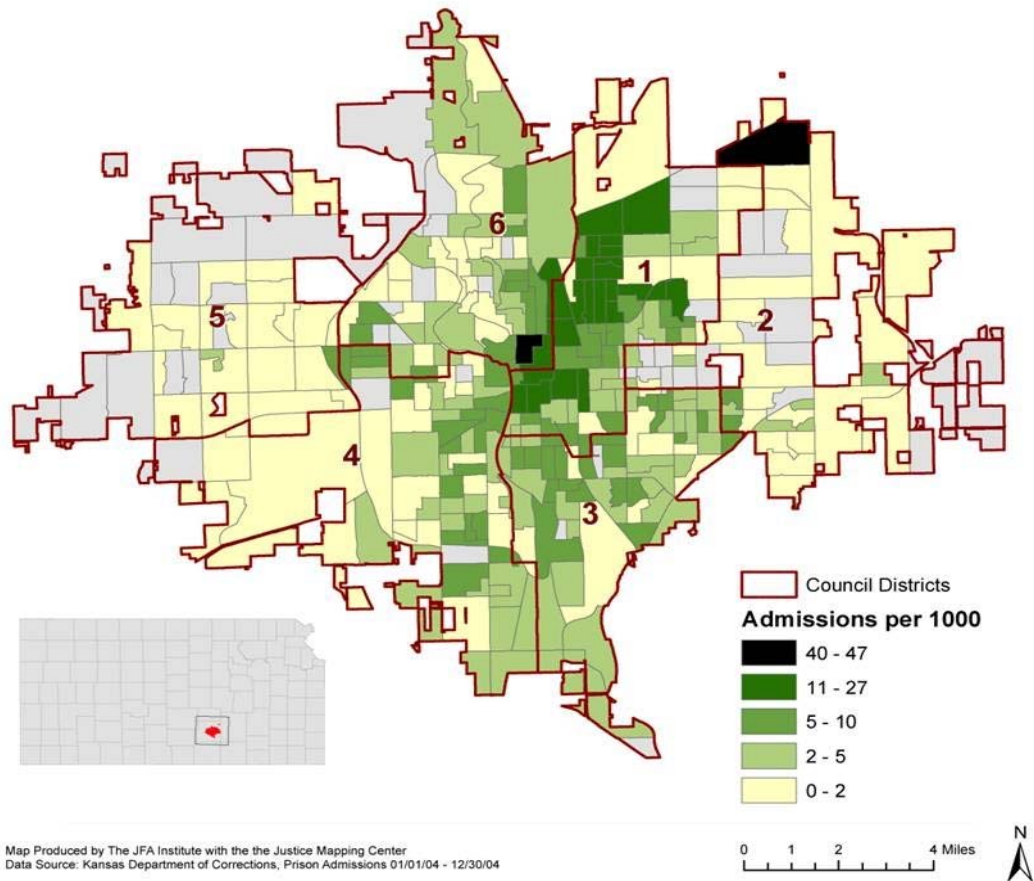 6
1
5
2
4
3
Council Districts
Admissions per 1000
40 - 47
11 - 27
5 - 10
2 - 5
0 - 2
Map Produced by The JFA Institute with the the Justice Mapping Center
Data Source: Kansas Department of Corrections, Prison Admissions 01/01/04 - 12/30/04
0 1 2 4 Miles
N